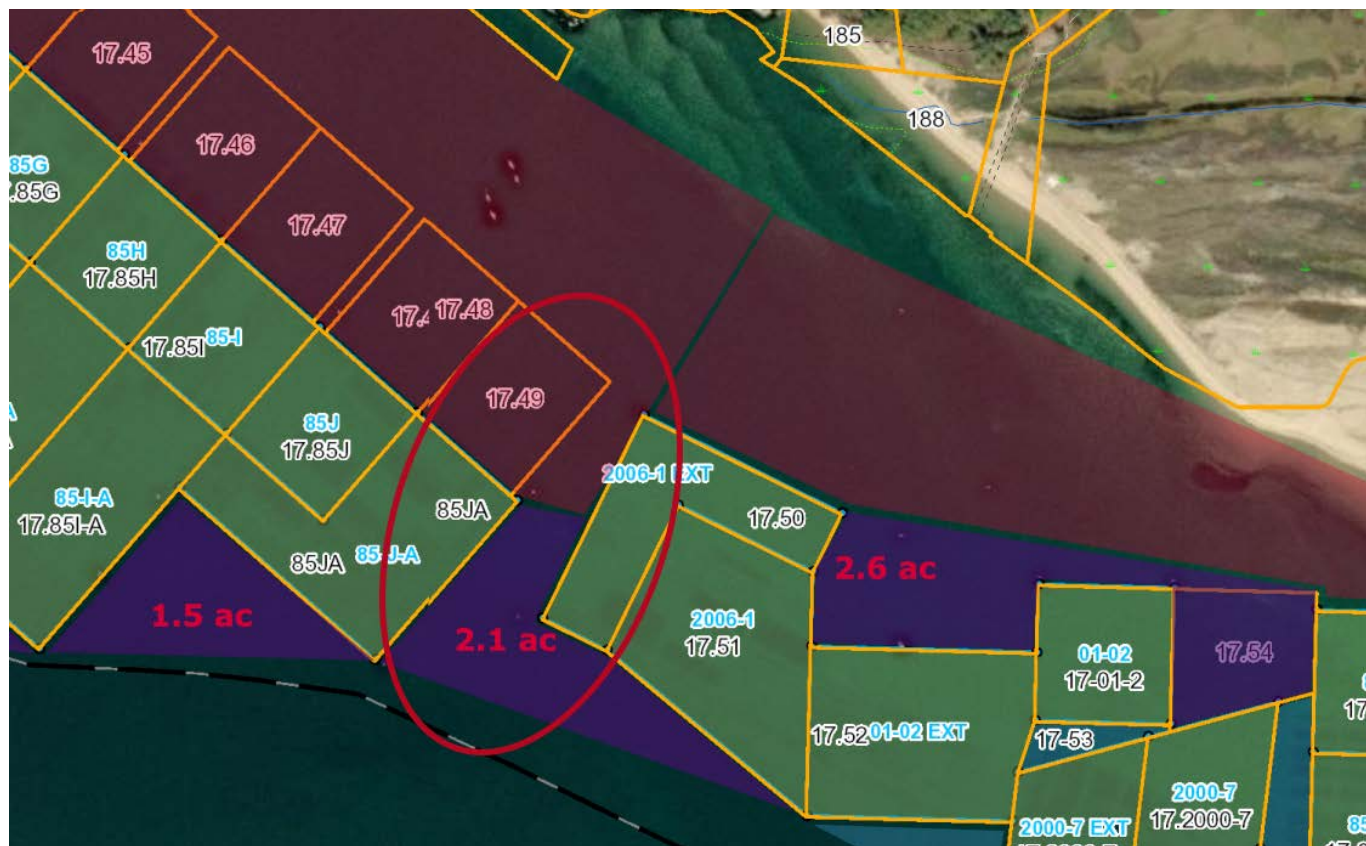 185
17.45
188
17.46
85G
.85G
17.47
85H
17.85H
17.48
17.85I 85-I
17.49
85J
17.85J
2006-1 EXT
85-I-A
17.85I-A
85JA
17.50
85JA 85-J-A
2.6 ac
1.5 ac
2.1 ac
2006-1
17.51
01-02
17-01-2
17.54
17.52 01-02 EXT
17-53
2000-7
17.2000-7
2000-7 EXT